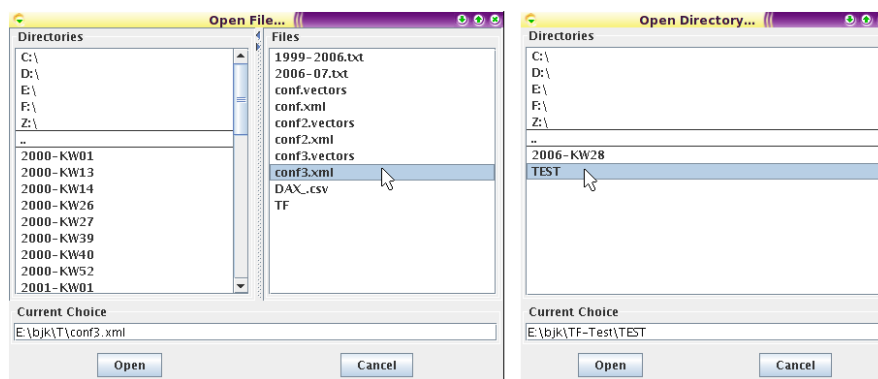 Open File...
Directories
C:\
D:\
E:\
F:\
Z:\
..
2000-KW01
2000-KW13
2000-KW14
2000-KW26
2000-KW27
2000-KW39
2000-KW40
2000-KW52
2001-KW01
Files
1999-2006.txt
2006-07.txt
conf.vectors
conf.xml
conf2.vectors
conf2.xml
conf3.vectors
conf3.xml
DAX_.csv
TF
Current Choice
E:\bjk\T\conf3.xml
Open
Cancel
Open Directory...
Directories
C:\
D:\
E:\
F:\
Z:\
..
2006-KW28
TEST
Current Choice
E:\bjk\TF-Test\TEST
Open
Cancel